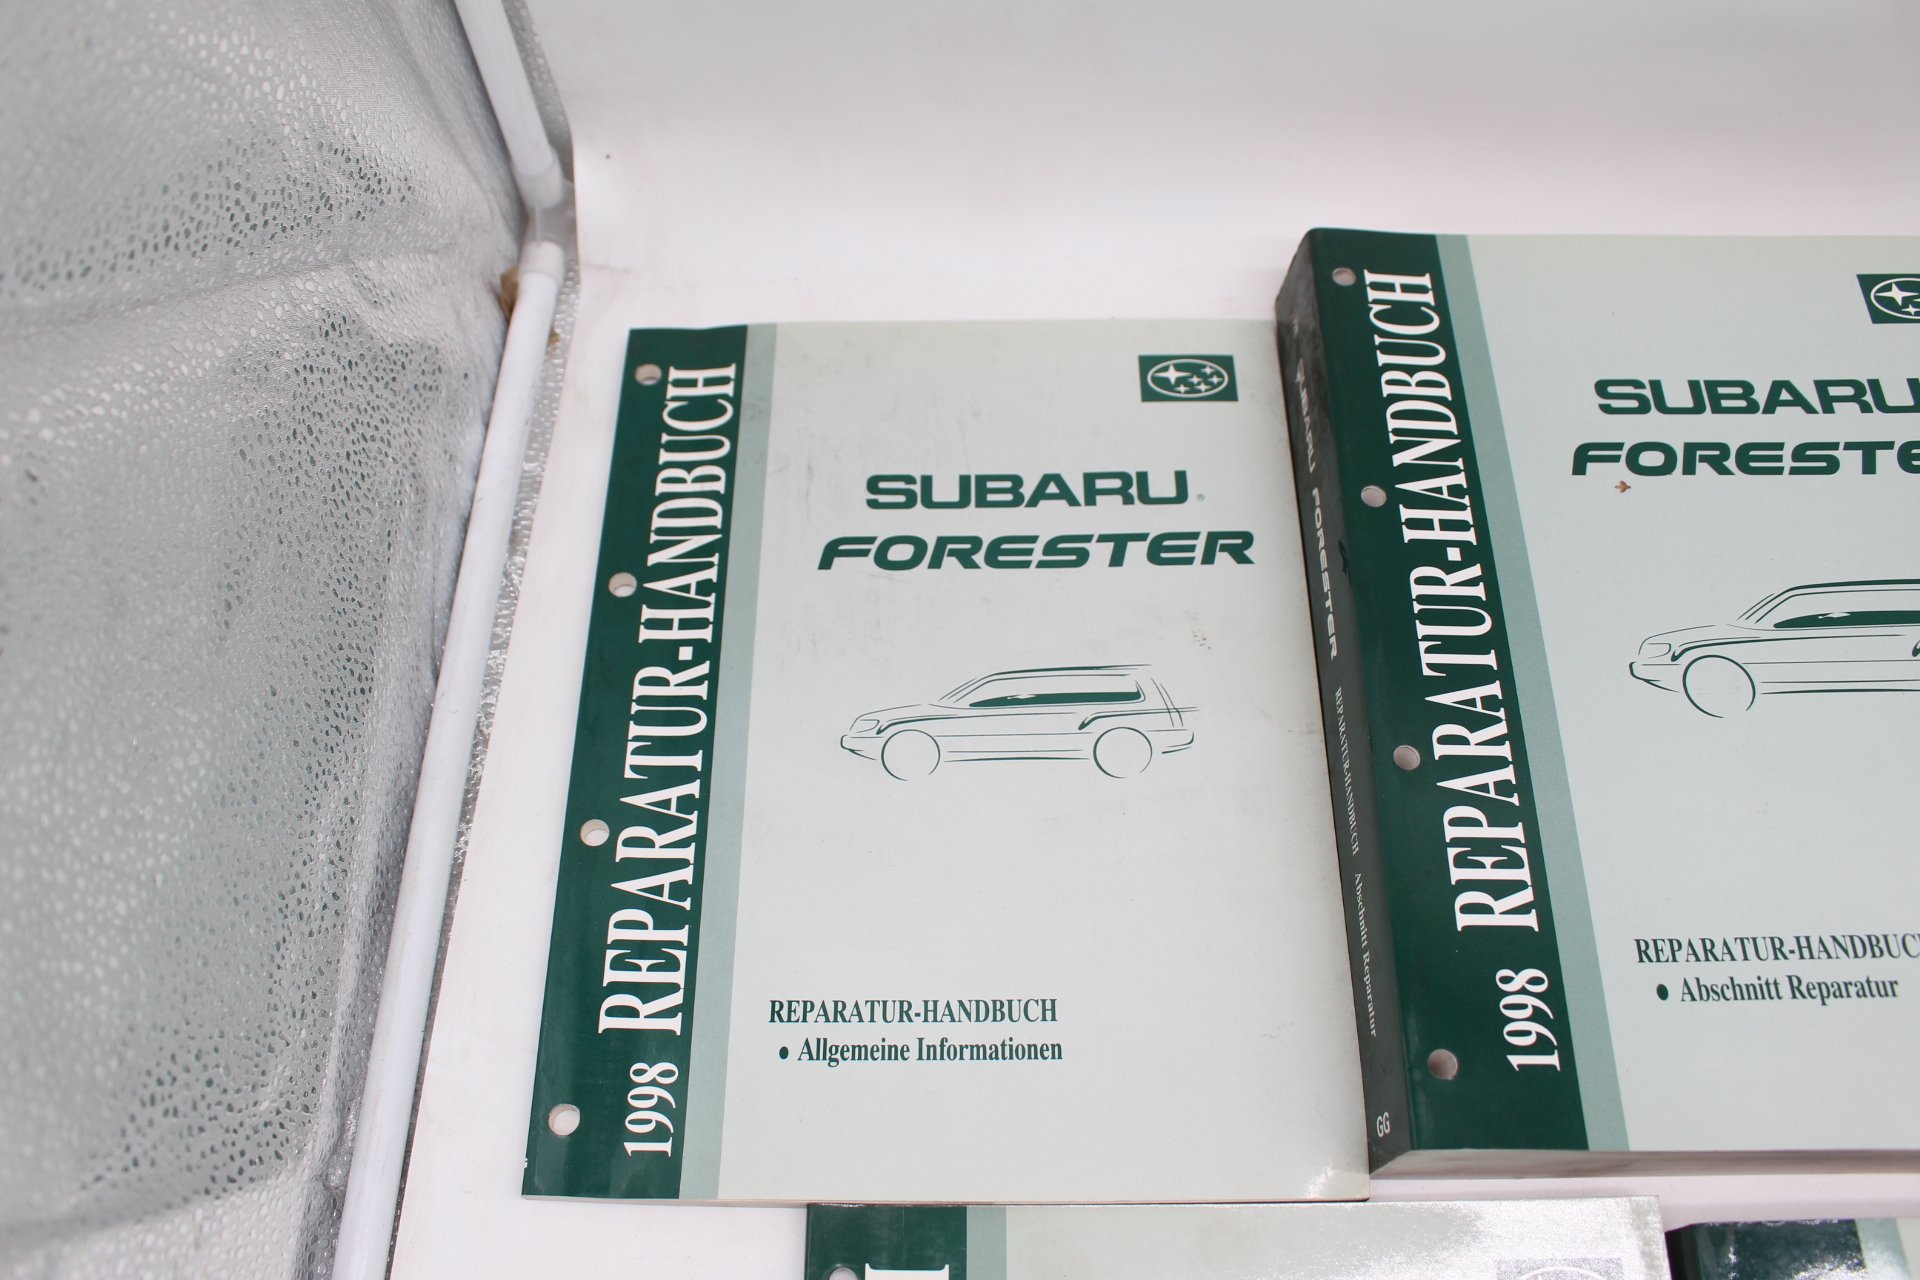 1998 REPARATUR-HANDBUCH
SUBARU®
FORESTER
REPARATUR-HANDBUCH
• Allgemeine Informationen
SUBARU FORESTER REPARATUR-HANDBUCH Abschnitt Reparatur
GG
1998 REPARATUR-HANDBUCH
SUBARU
FORESTE
REPARATUR-HANDBUC
• Abschnitt Reparatur